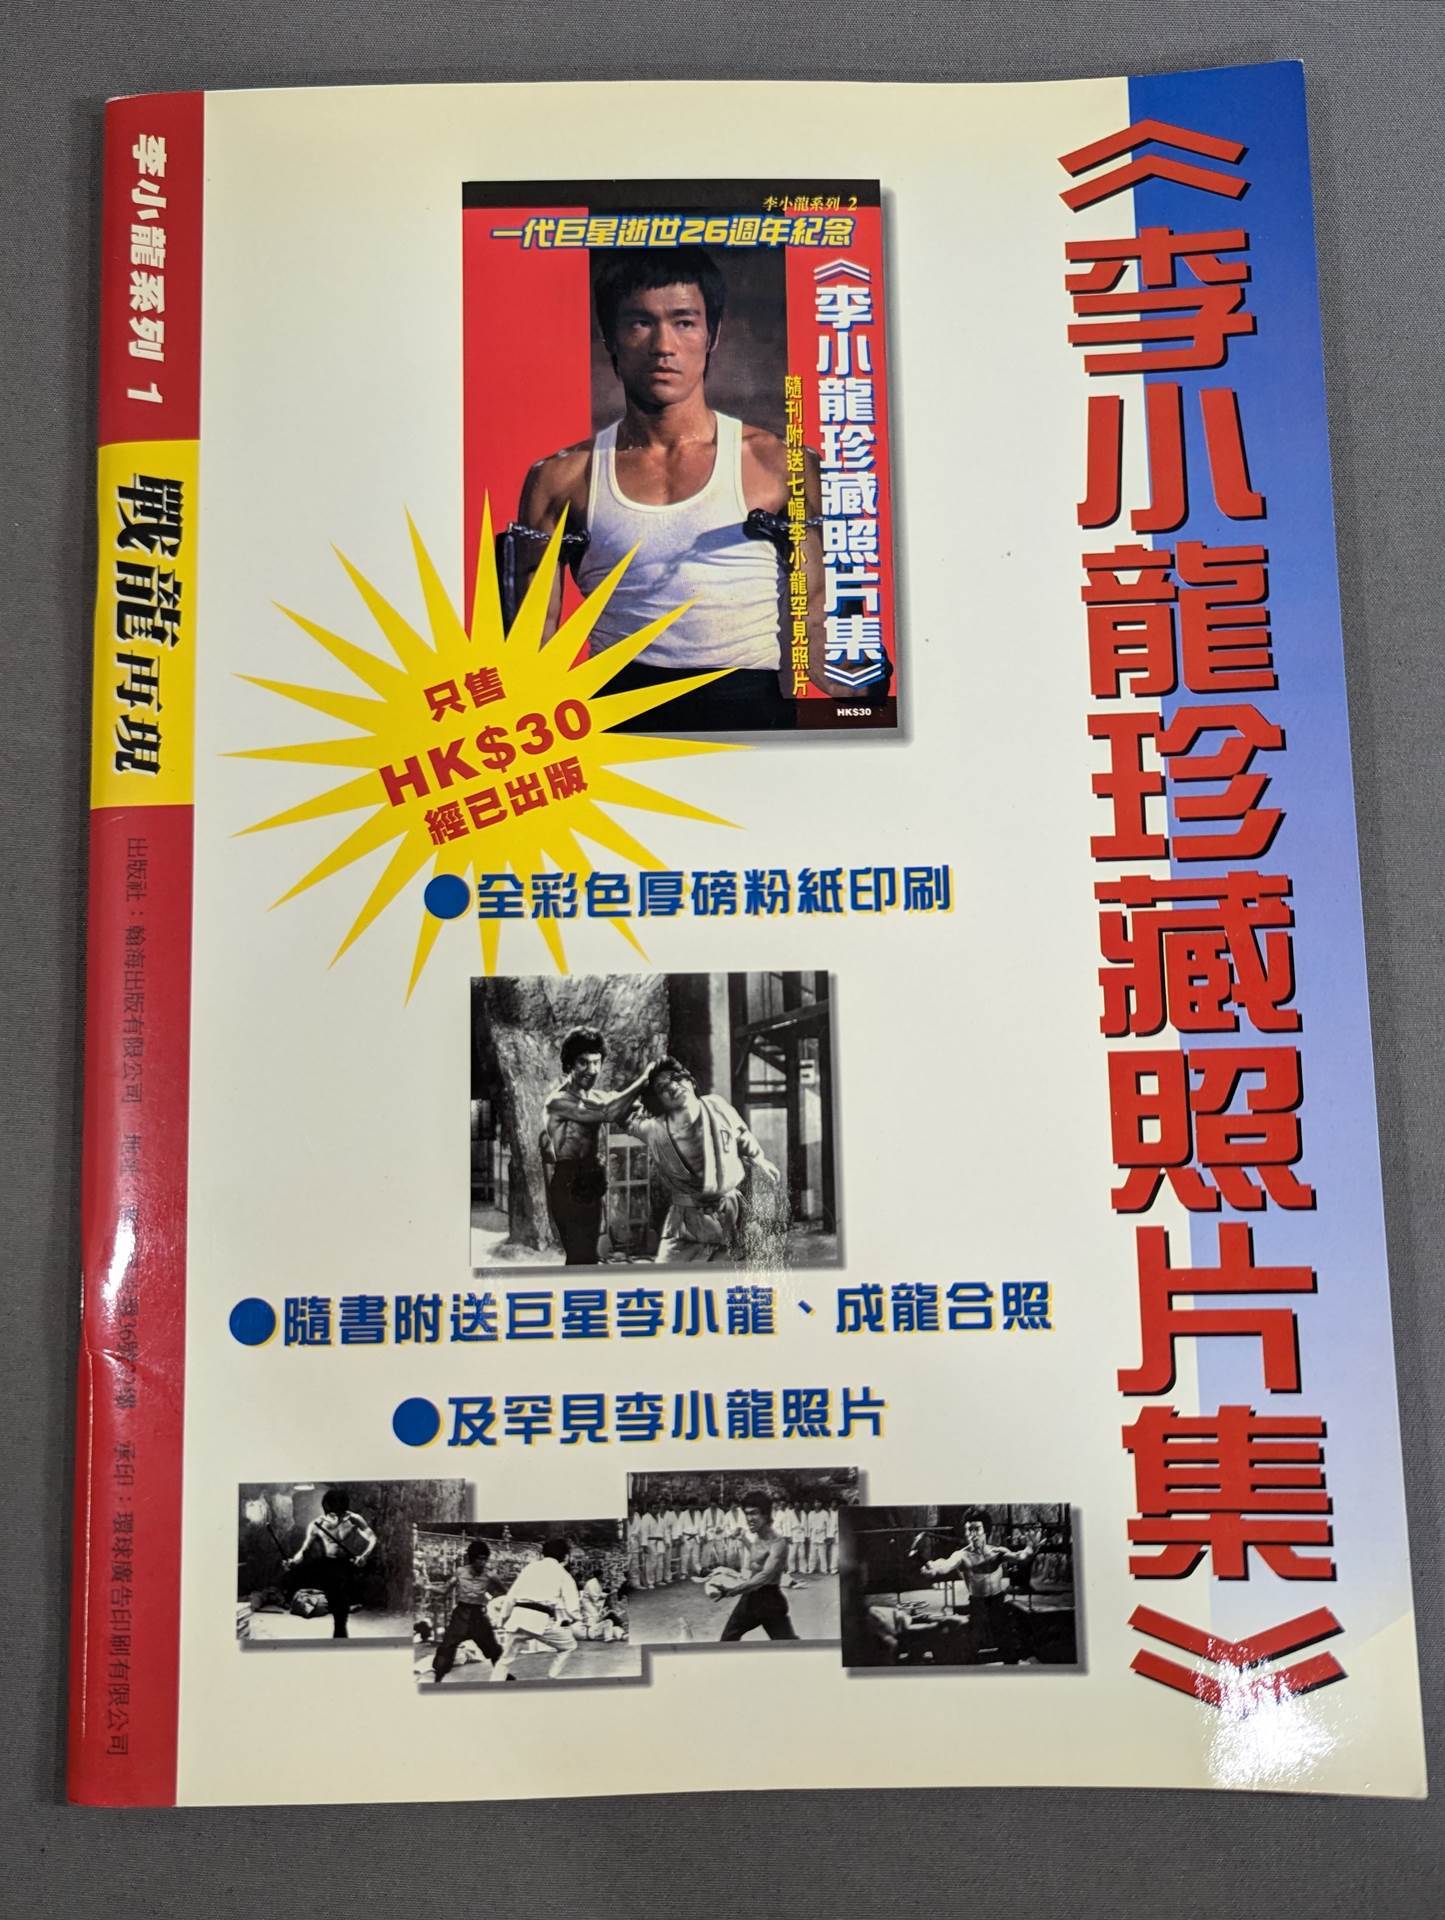 李小龍系列 1
戰龍再現
出版社：翰海出版有限公司
地址：
36號
承印：環球廣告印刷有限公司
李小龍系列 2
一代巨星逝世26週年紀念
《李小龍珍藏照片集》
隨刊附送七幅李小龍罕見照片
HK$30
只售
HK$30
經已出版
●全彩色厚磅粉紙印刷
●隨書附送巨星李小龍、成龍合照
●及罕見李小龍照片
《李小龍珍藏照片集》